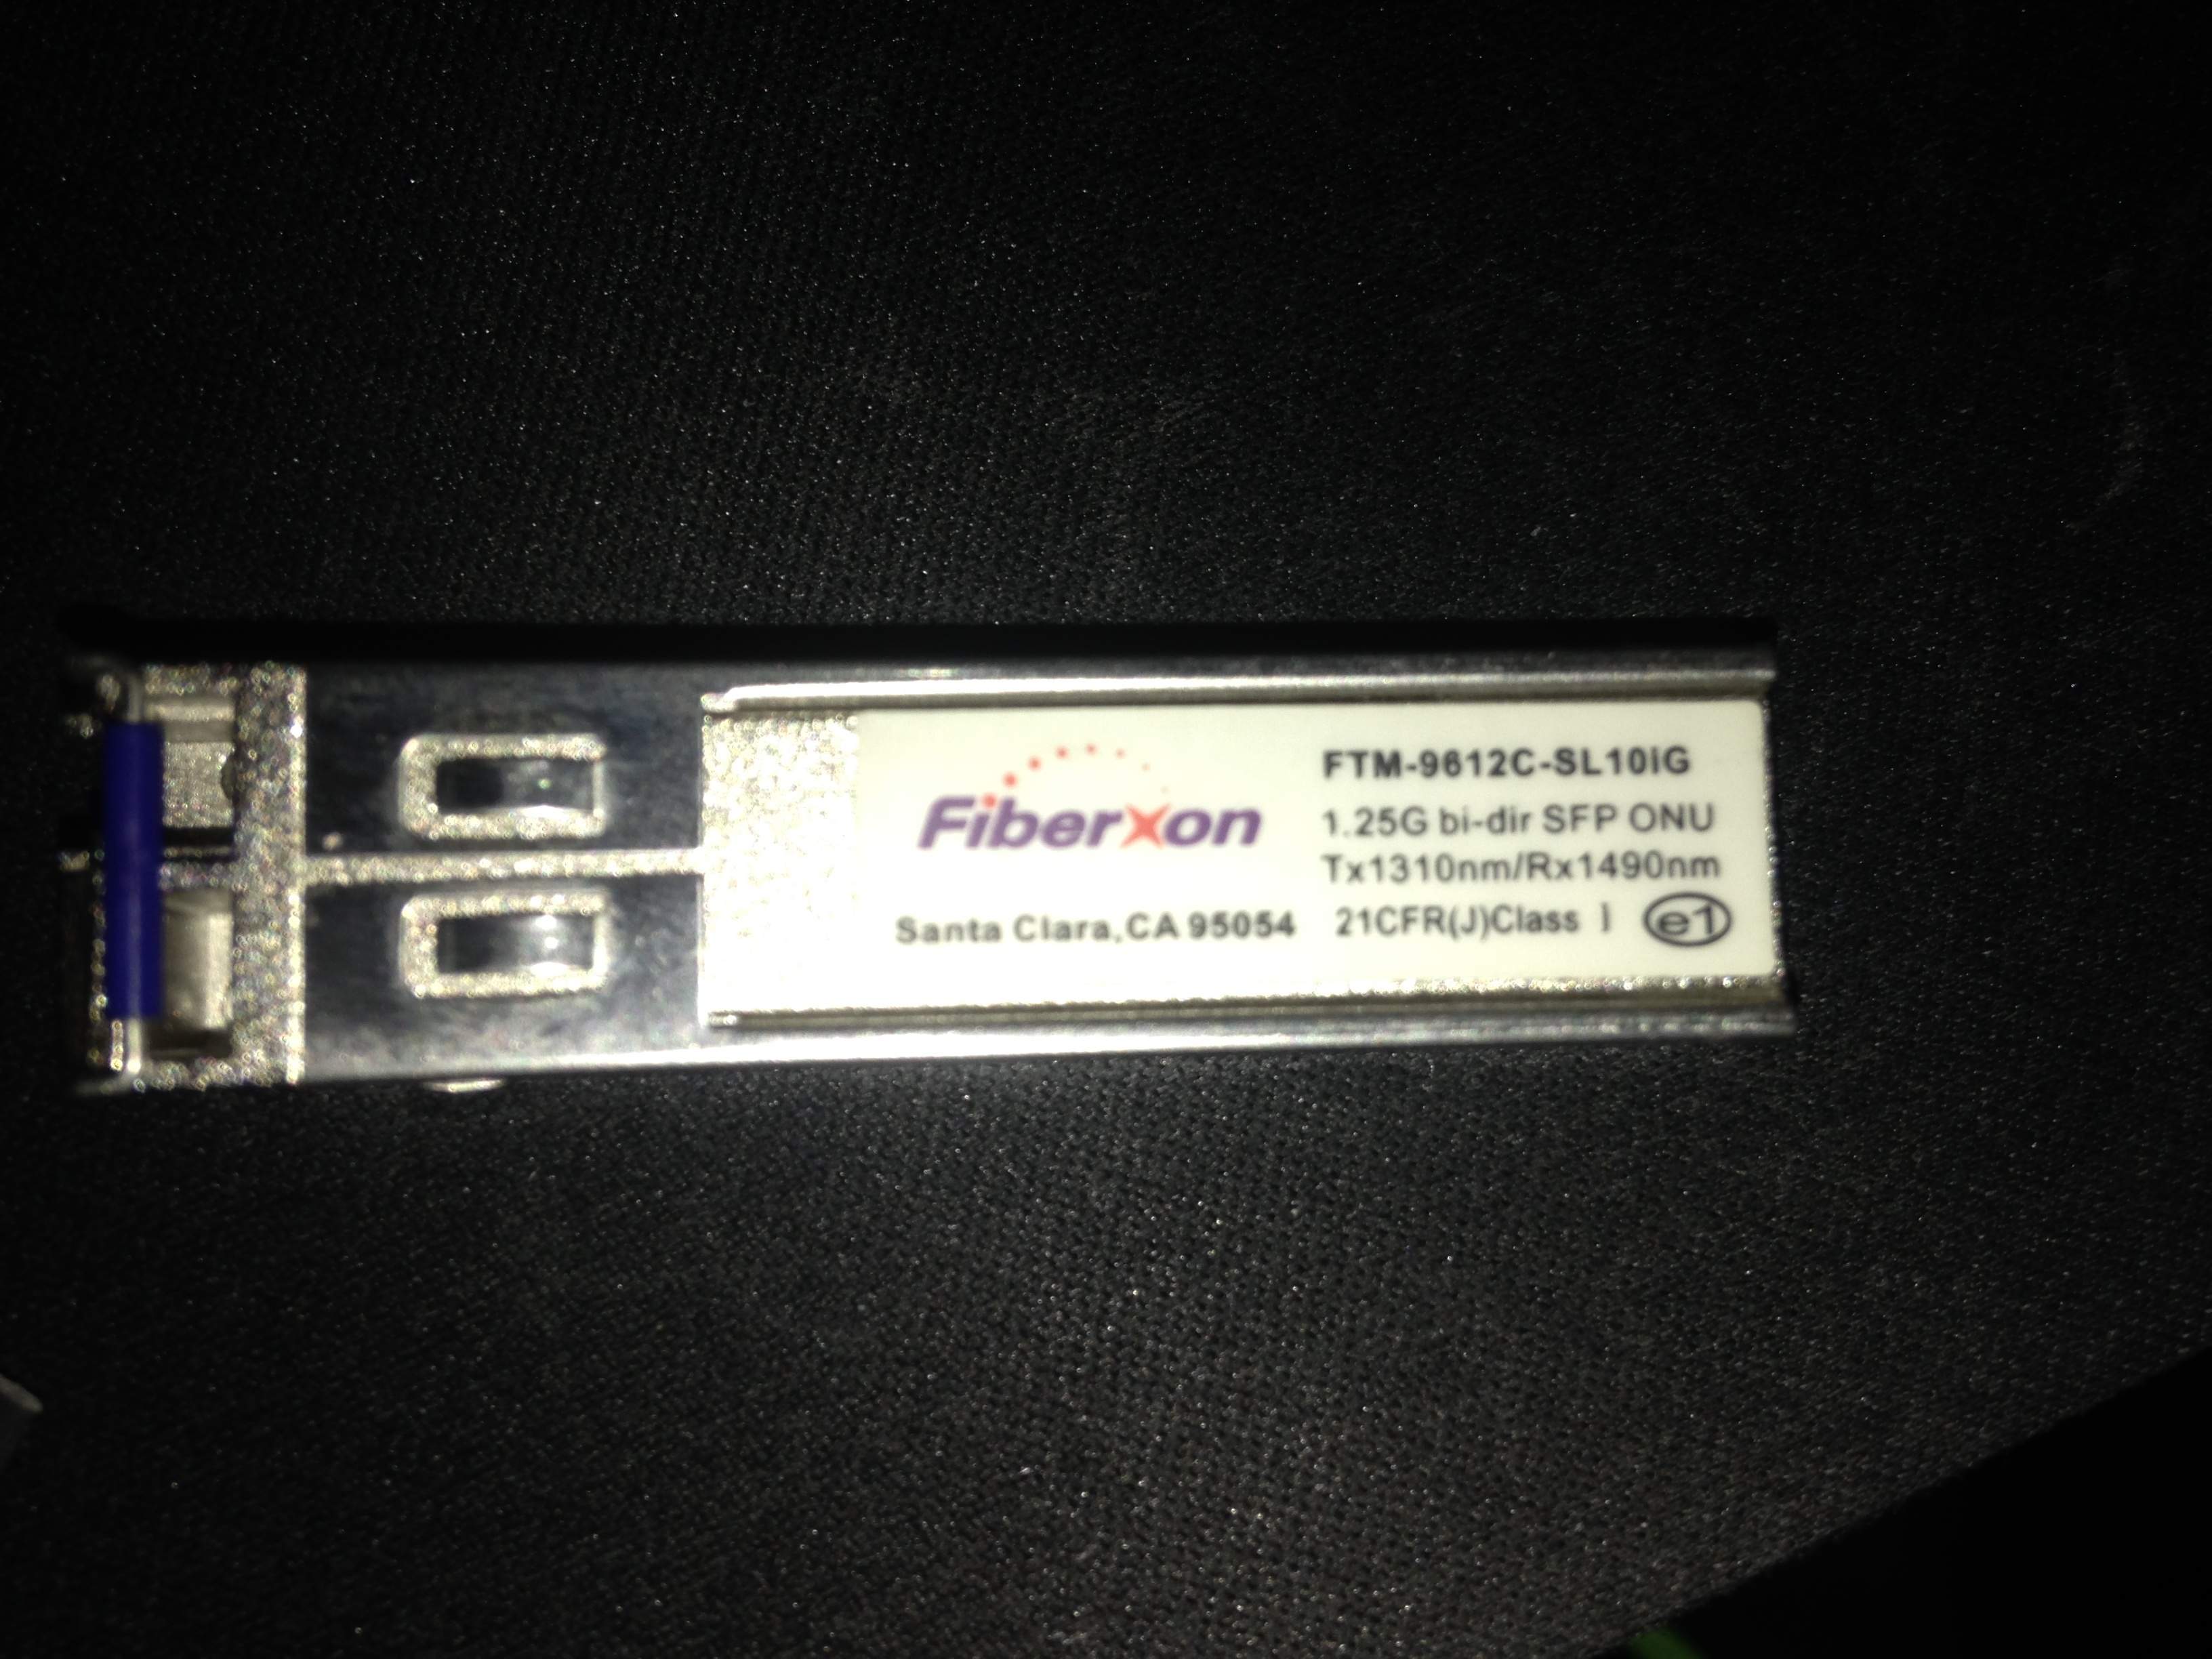 Fiberxon
Santa Clara,CA 95054
FTM-9612C-SL10iG
1.25G bi-dir SFP ONU
Tx1310nm/Rx1490nm
21CFR(J)Class 1
e1